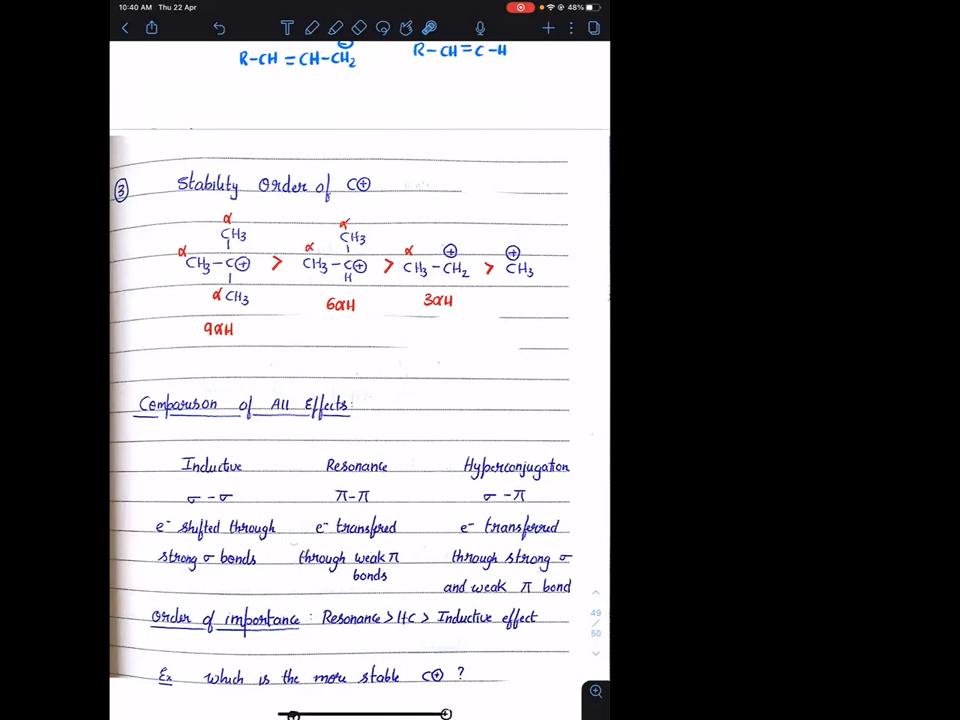 10:40 AM Thu 22 Apr
48%
R-CH=CH-CH₂
⊖
R-CH=C-H
③ Stability Order of C⊕
α α
CH₃ CH₃
α α α ⊕ ⊕
CH₃-C⊕ > CH₃-C⊕ > CH₃-CH₂ > CH₃
H
α CH₃ 6αH 3αH
9αH
Comparison of All Effects:
Inductive Resonance Hyperconjugation
σ-σ π-π σ-π
e⁻ shifted through e⁻ transferred e⁻ transferred
strong σ bonds through weak π through strong σ
bonds
and weak π bond
Order of importance : Resonance > HC > Inductive effect
49
/
50
Ex which is the more stable C⊕ ?